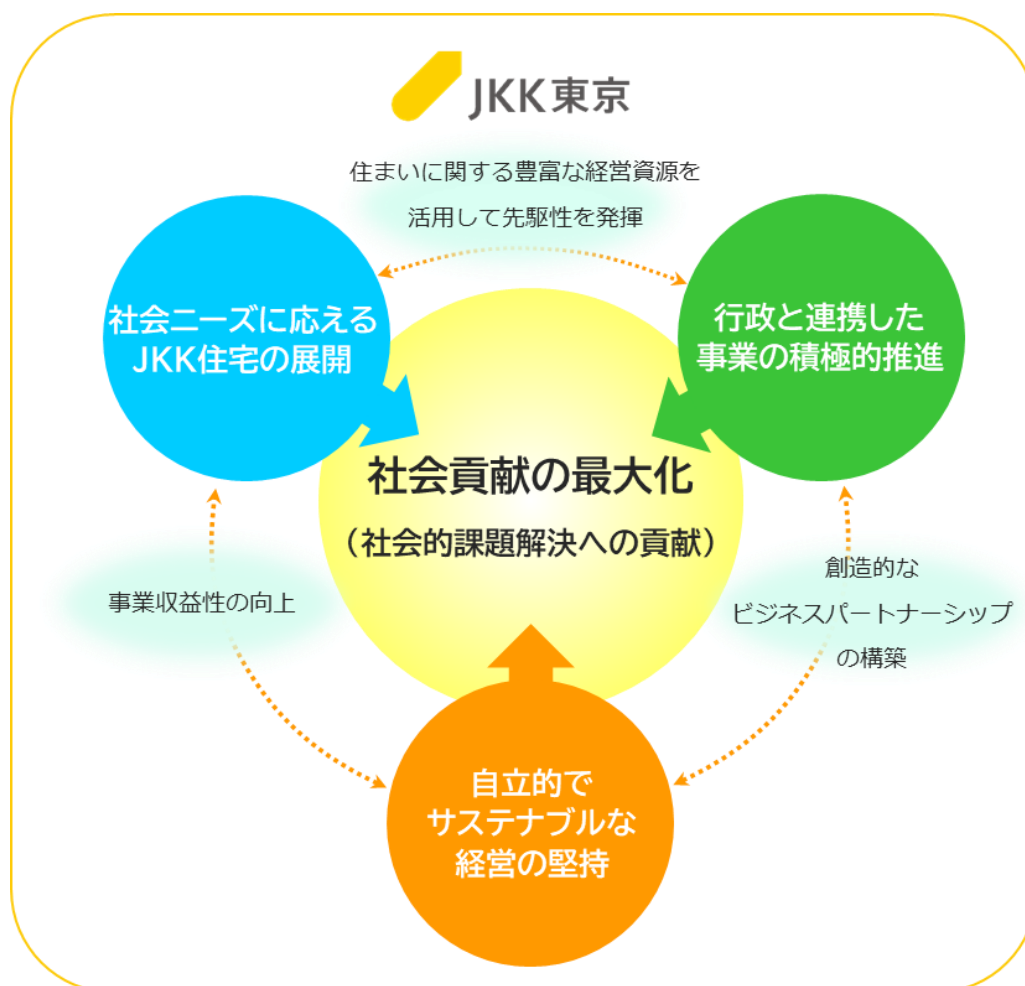 JKK東京
住まいに関する豊富な経営資源を
活用して先駆性を発揮
社会ニーズに応える
JKK住宅の展開
行政と連携した
事業の積極的推進
社会貢献の最大化
(社会的課題解決への貢献)
事業収益性の向上
創造的な
ビジネスパートナーシップ
の構築
自立的で
サステナブルな
経営の堅持